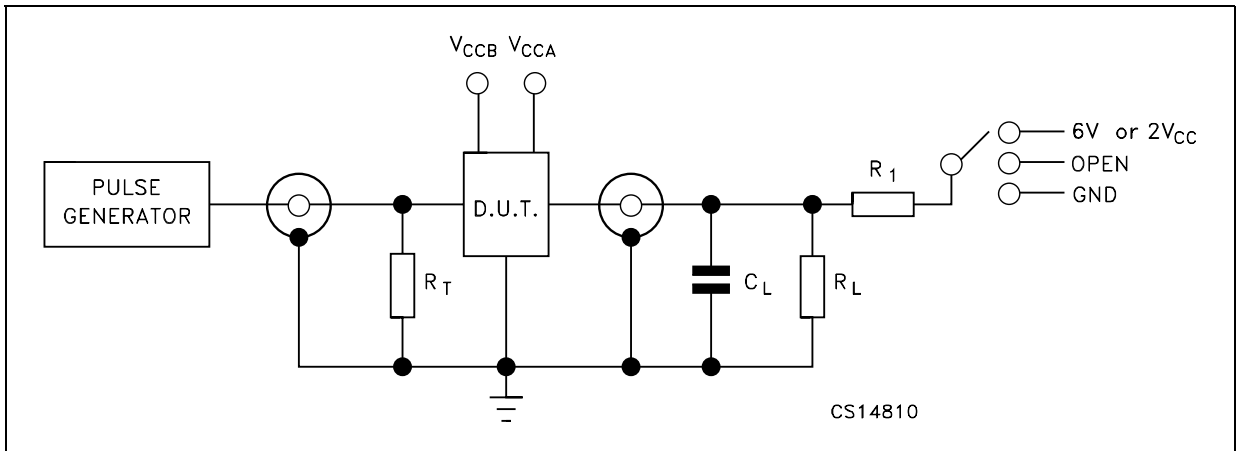 VCCB VCCA
PULSE
GENERATOR
D.U.T.
RT
CL
RL
R1
6V or 2VCC
OPEN
GND
CS14810